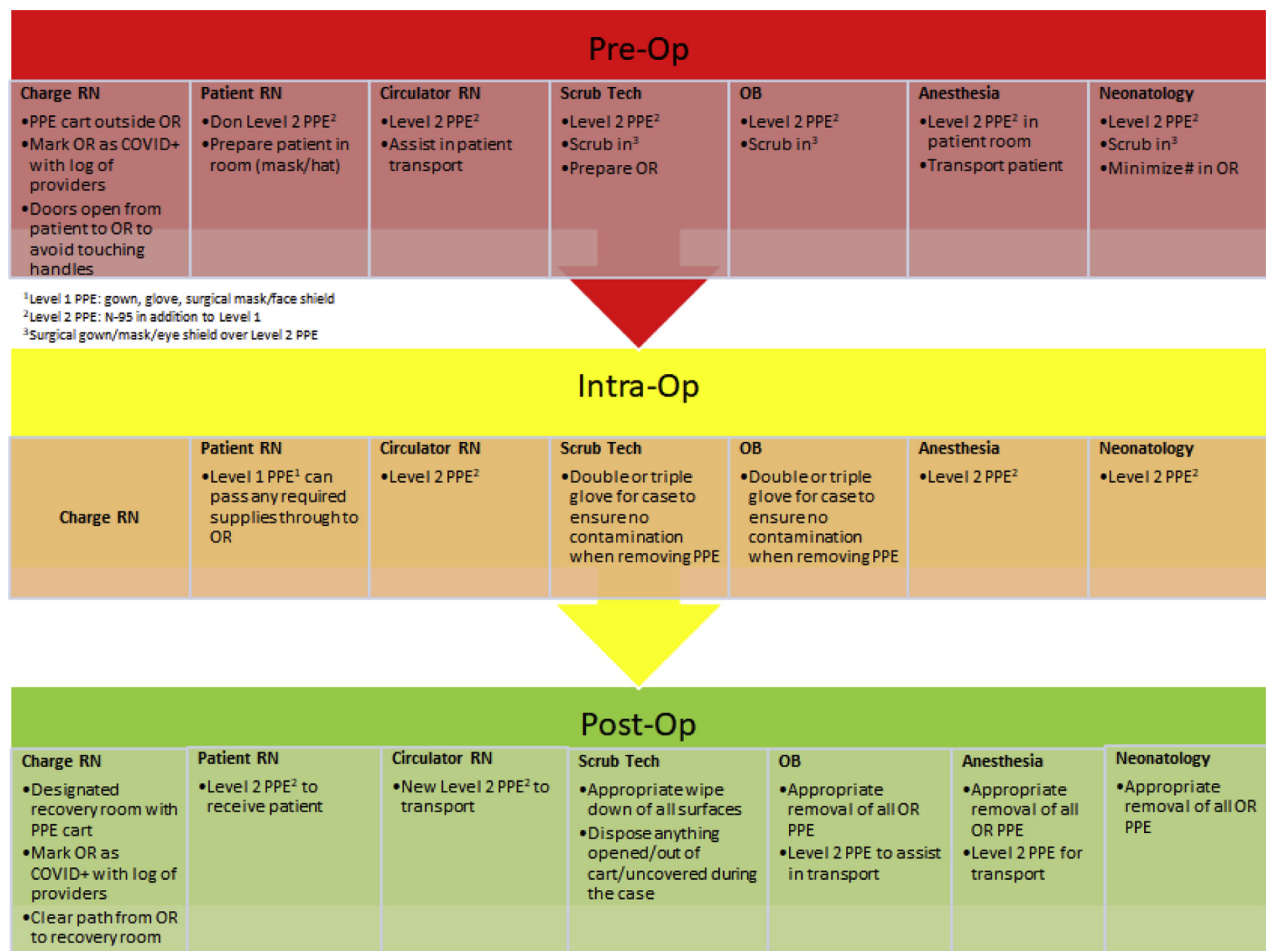 Pre-Op
Charge RN
•PPE cart outside OR
•Mark OR as COVID+
with log of
providers
•Doors open from
patient to OR to
avoid touching
handles
Patient RN
•Don Level 2 PPE²
•Prepare patient in
room (mask/hat)
Circulator RN
•Level 2 PPE²
•Assist in patient
transport
Scrub Tech
•Level 2 PPE²
•Scrub in³
•Prepare OR
OB
•Level 2 PPE²
•Scrub in³
Anesthesia
•Level 2 PPE² in
patient room
•Transport patient
Neonatology
•Level 2 PPE²
•Scrub in³
•Minimize # in OR
¹Level 1 PPE: gown, glove, surgical mask/face shield
²Level 2 PPE: N-95 in addition to Level 1
³Surgical gown/mask/eye shield over Level 2 PPE
Intra-Op
Charge RN
Patient RN
•Level 1 PPE¹ can
pass any required
supplies through to
OR
Circulator RN
•Level 2 PPE²
Scrub Tech
•Double or triple
glove for case to
ensure no
contamination
when removing PPE
OB
•Double or triple
glove for case to
ensure no
contamination
when removing PPE
Anesthesia
•Level 2 PPE²
Neonatology
•Level 2 PPE²
Post-Op
Charge RN
•Designated
recovery room with
PPE cart
•Mark OR as
COVID+ with log of
providers
•Clear path from OR
to recovery room
Patient RN
•Level 2 PPE² to
receive patient
Circulator RN
•New Level 2 PPE² to
transport
Scrub Tech
•Appropriate wipe
down of all surfaces
•Dispose anything
opened/out of
cart/uncovered during
the case
OB
•Appropriate
removal of all OR
PPE
•Level 2 PPE to assist
in transport
Anesthesia
•Appropriate
removal of all
OR PPE
•Level 2 PPE for
transport
Neonatology
•Appropriate
removal of all OR
PPE